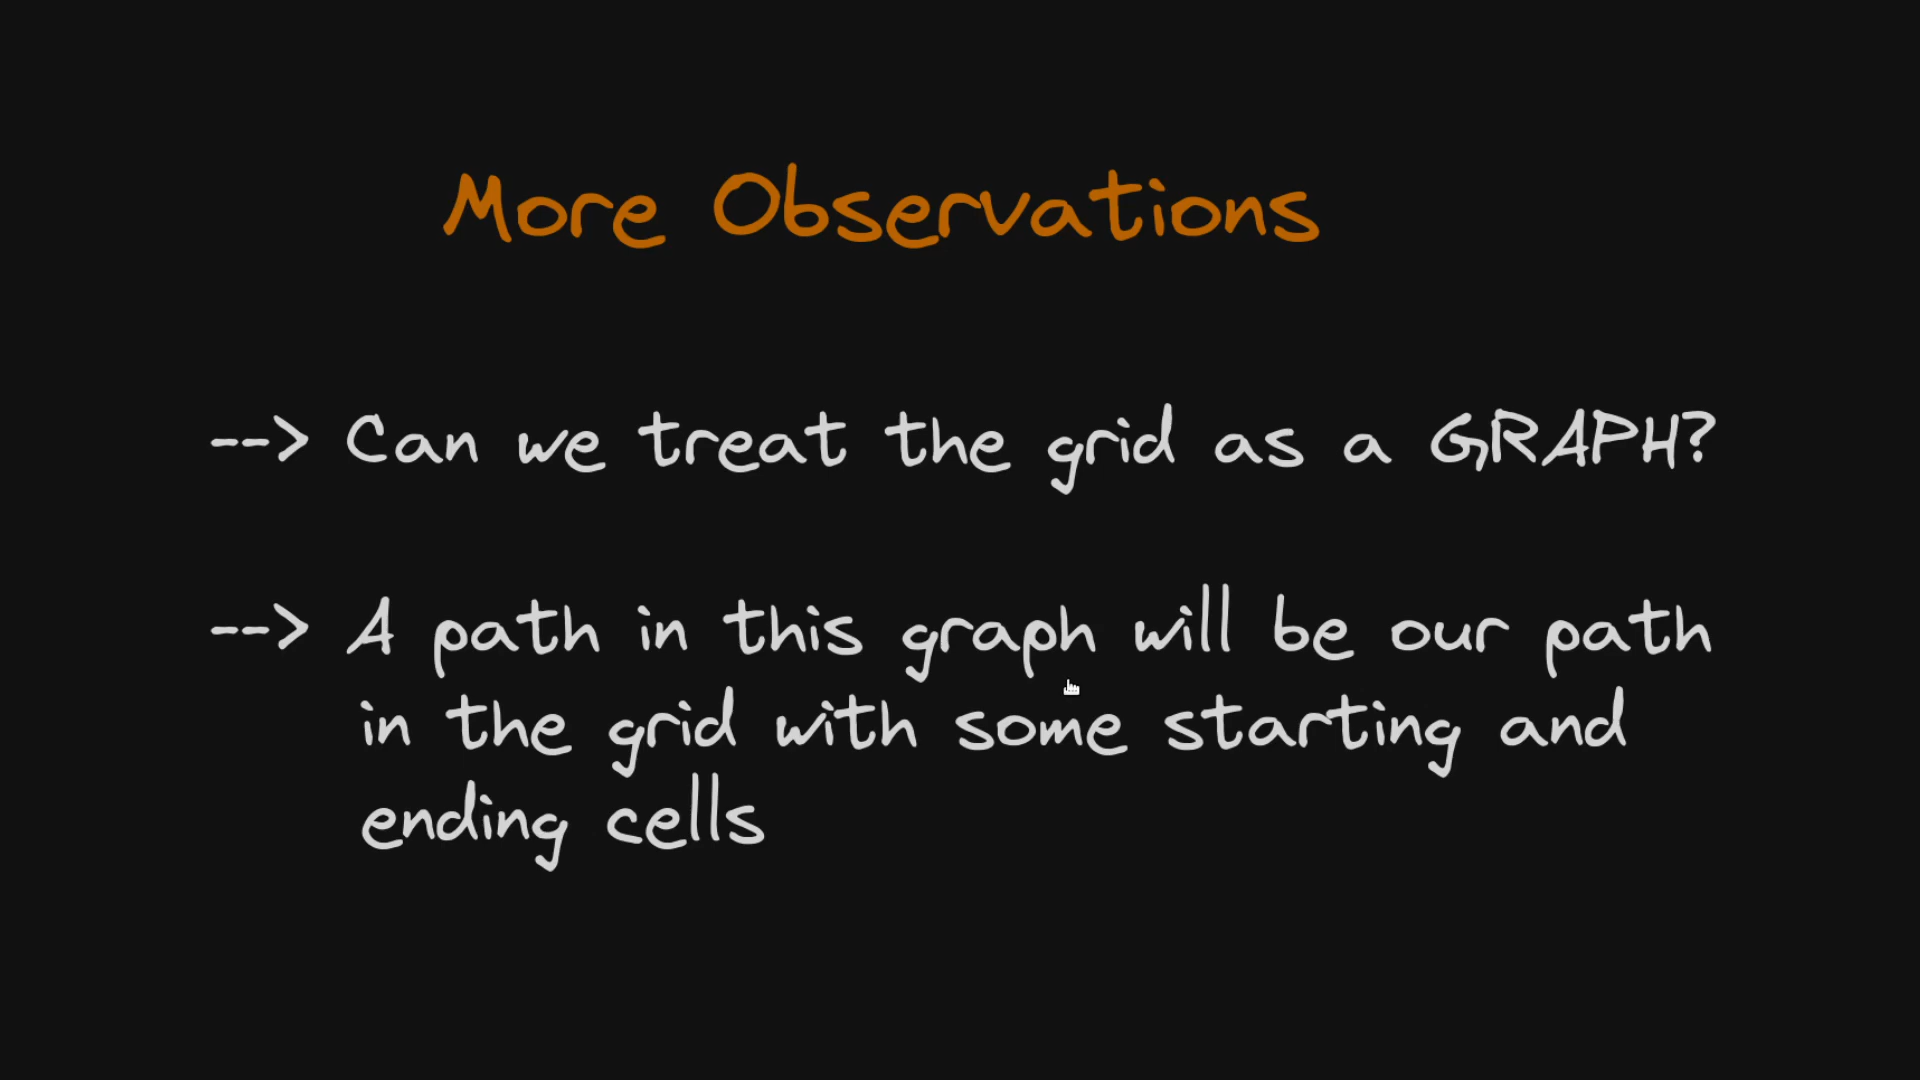 More Observations
--> Can we treat the grid as a GRAPH?
--> A path in this graph will be our path
in the grid with some starting and
ending cells